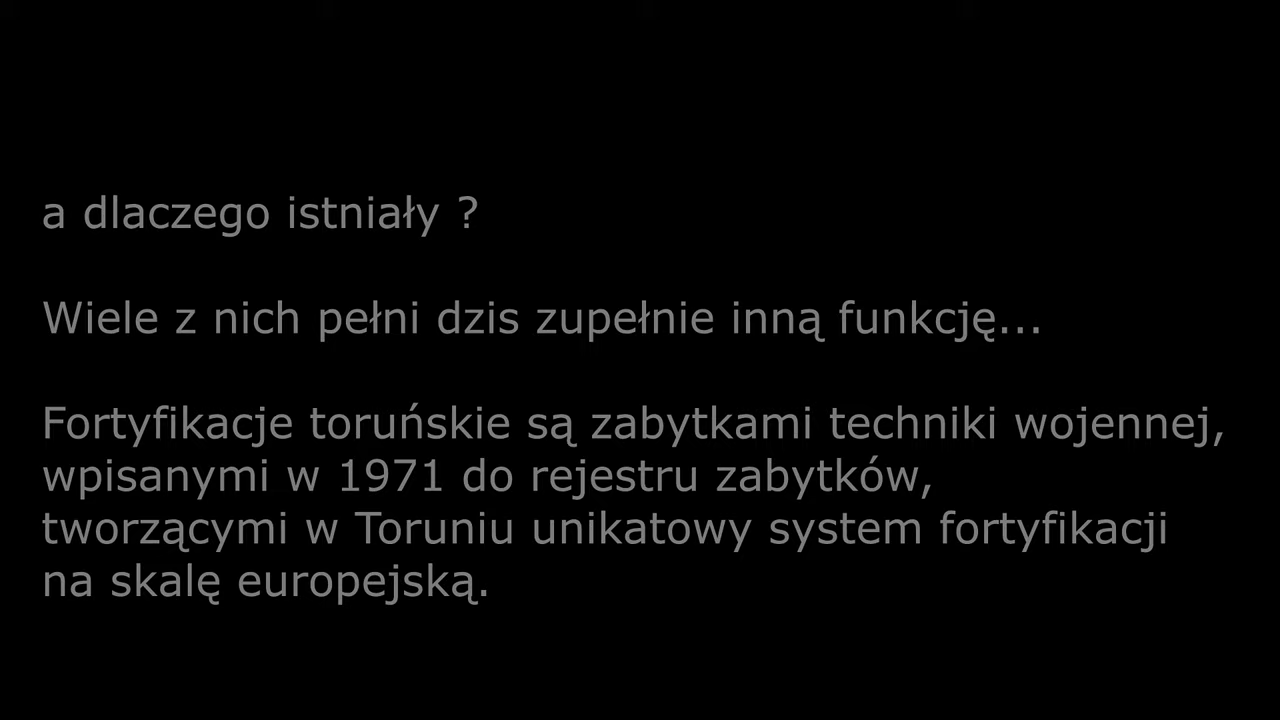 a dlaczego istniały ?
Wiele z nich pełni dzis zupełnie inną funkcję...
Fortyfikacje toruńskie są zabytkami techniki wojennej,
wpisanymi w 1971 do rejestru zabytków,
tworzącymi w Toruniu unikatowy system fortyfikacji
na skalę europejską.